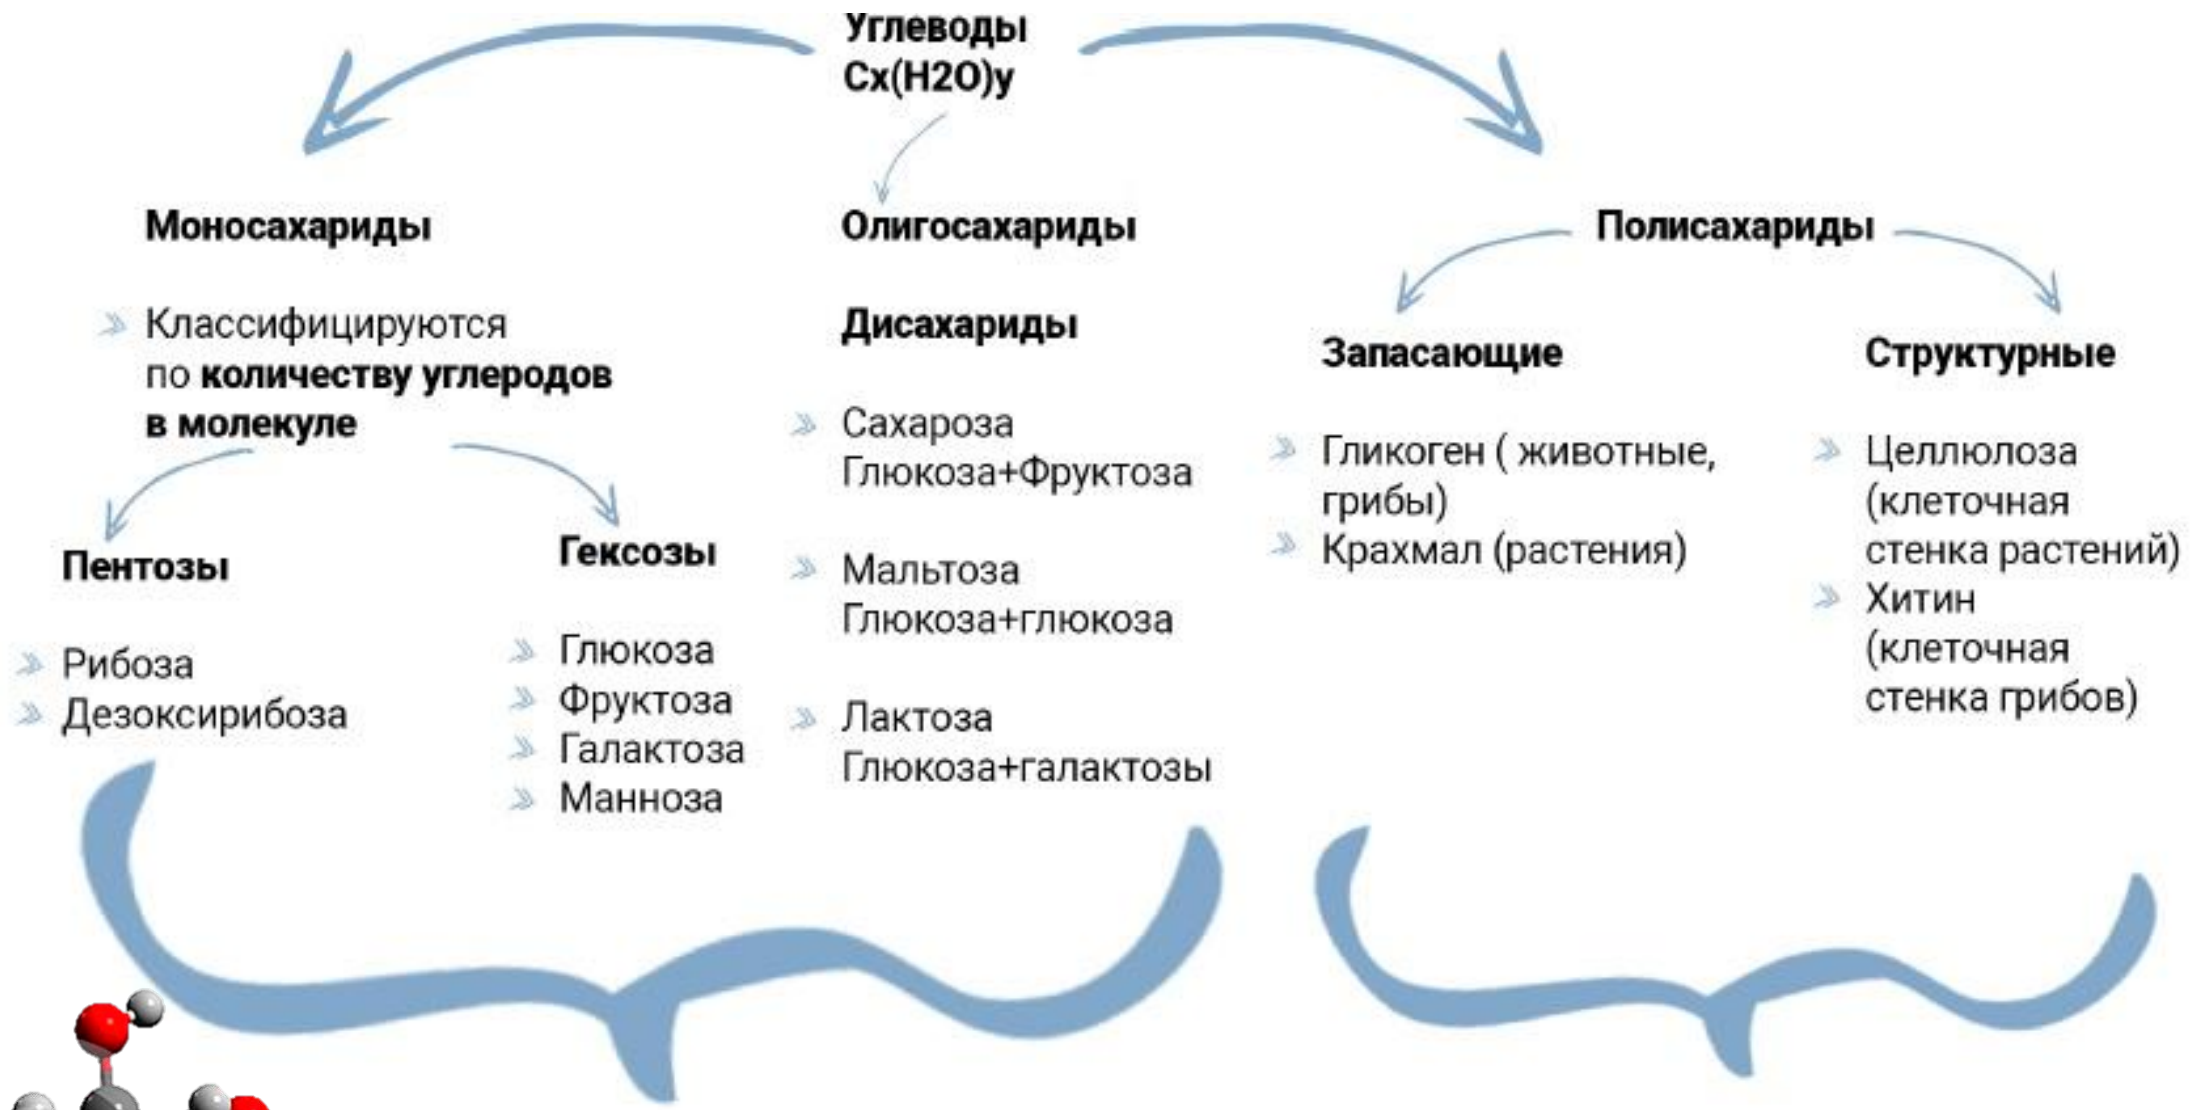 Углеводы
Cx(H2O)y
Моносахариды
Классифицируются
по количеству углеродов
в молекуле
Пентозы
Рибоза
Дезоксирибоза
Гексозы
Глюкоза
Фруктоза
Галактоза
Манноза
Олигосахариды
Дисахариды
Сахароза
Глюкоза+Фруктоза
Мальтоза
Глюкоза+глюкоза
Лактоза
Глюкоза+галактозы
Полисахариды
Запасающие
Гликоген ( животные,
грибы)
Крахмал (растения)
Структурные
Целлюлоза
(клеточная
стенка растений)
Хитин
(клеточная
стенка грибов)